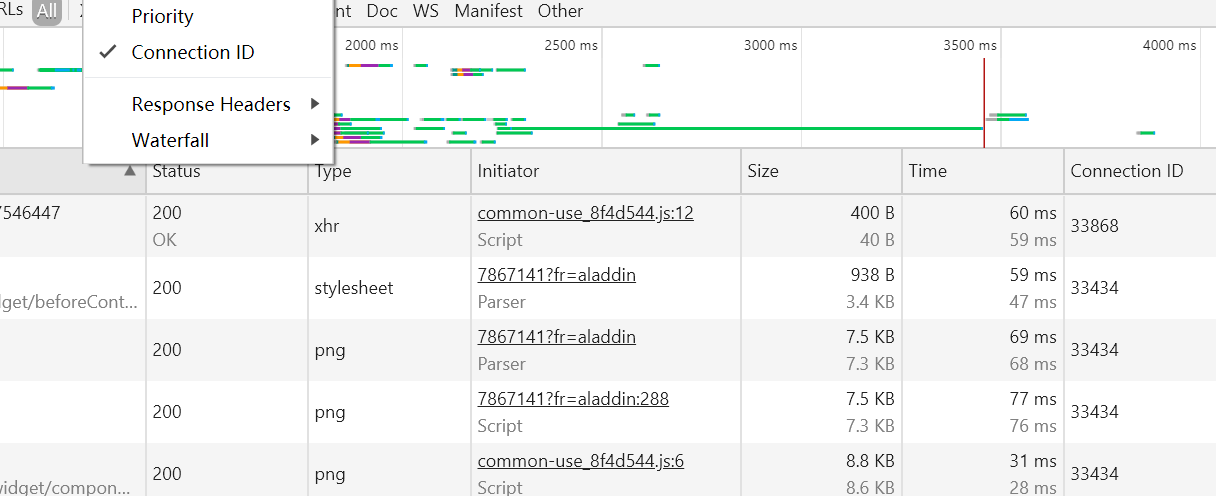 RLs All nt Doc WS Manifest Other
Priority
Connection ID
Response Headers
Waterfall
2000 ms 2500 ms 3000 ms 3500 ms 4000 ms
Status Type Initiator Size Time Connection ID
7546447 200 common-use_8f4d544.js:12 400 B 60 ms
xhr 33868
OK Script 40 B 59 ms
7867141?fr=aladdin 938 B 59 ms
200 stylesheet 33434
dget/beforeCont... Parser 3.4 KB 47 ms
7867141?fr=aladdin 7.5 KB 69 ms
200 png 33434
Parser 7.3 KB 68 ms
7867141?fr=aladdin:288 7.5 KB 77 ms
200 png 33434
Script 7.3 KB 76 ms
common-use_8f4d544.js:6 8.8 KB 31 ms
200 png 33434
widget/compon... Script 8.6 KB 28 ms